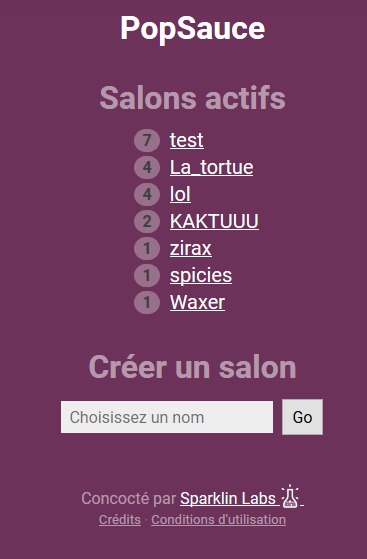 PopSauce
Salons actifs
7 test
4 La_tortue
4 lol
2 KAKTUUU
1 zirax
1 spicies
1 Waxer
Créer un salon
Choisissez un nom Go
Concocté par Sparklin Labs
Crédits · Conditions d'utilisation